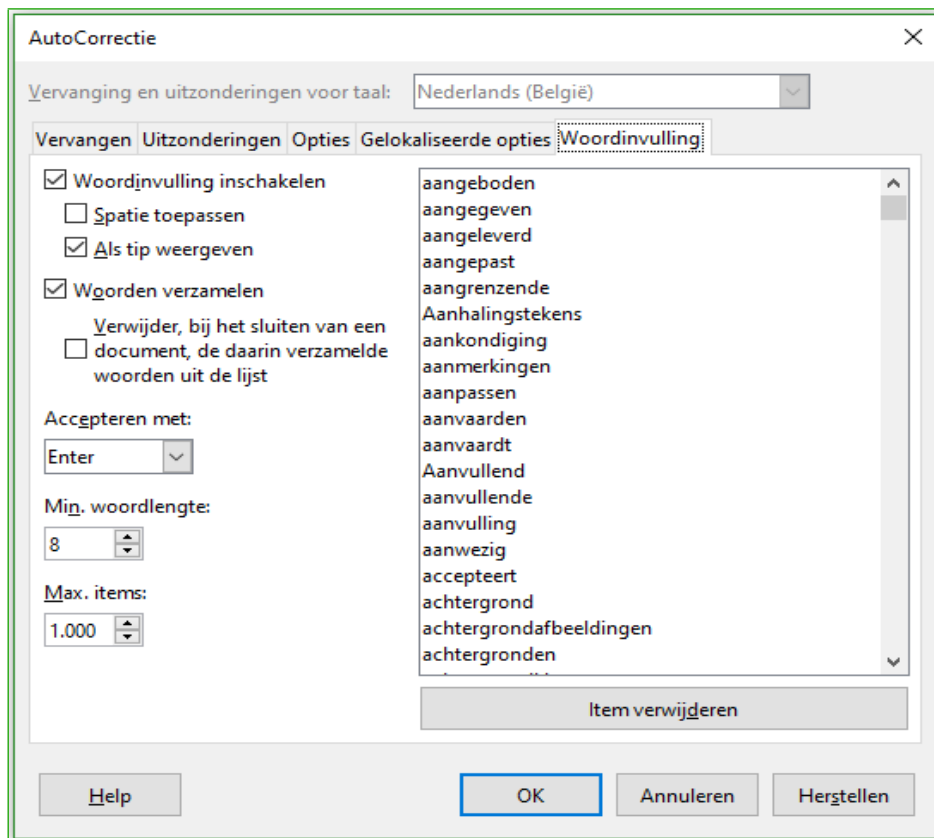 AutoCorrectie
Vervanging en uitzonderingen voor taal: Nederlands (België)
Vervangen Uitzonderingen Opties Gelokaliseerde opties Woordinvulling
Woordinvulling inschakelen
Spatie toepassen
Als tip weergeven
Woorden verzamelen
Verwijder, bij het sluiten van een
document, de daarin verzamelde
woorden uit de lijst
Accepteren met:
Enter
Min. woordlengte:
8
Max. items:
1.000
aangeboden
aangegeven
aangeleverd
aangepast
aangrenzende
Aanhalingstekens
aankondiging
aanmerkingen
aanpassen
aanvaarden
aanvaardt
Aanvullend
aanvullende
aanvulling
aanwezig
accepteert
achtergrond
achtergrondafbeeldingen
achtergronden
Item verwijderen
Help OK Annuleren Herstellen